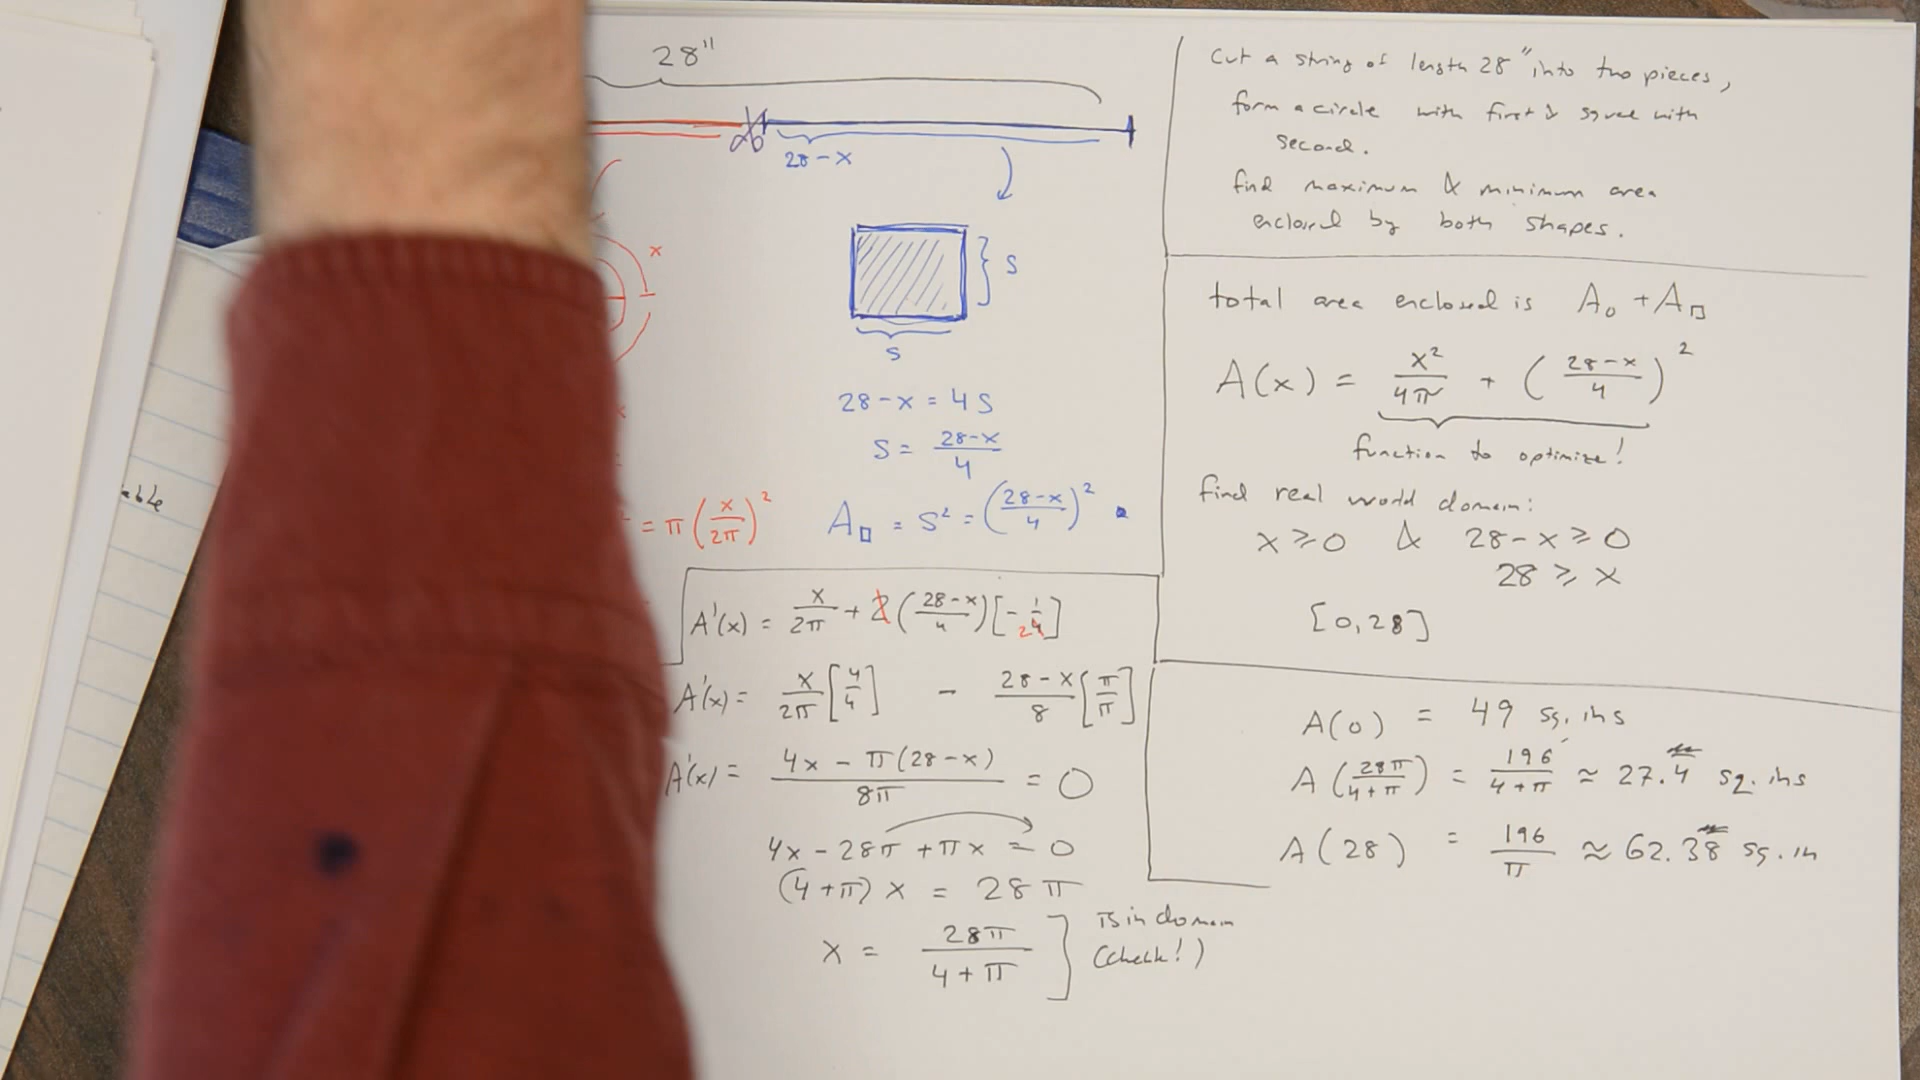 28"
28-x
x
S
S
28-x = 4S
S = (28-x)/4
= π(x/2π)²
A□ = S² = ((28-x)/4)²
A'(x) = x/2π + 2((28-x)/4)[-1/4]
2
A'(x) = x/2π [4/4] - (28-x)/8 [π/π]
A'(x) = (4x - π(28-x))/8π = 0
4x - 28π + πx = 0
(4+π) x = 28π
x = 28π/(4+π)
is in domain
(check!)
able
Cut a string of length 28" into two pieces,
form a circle with first & square with
second.
find maximum & minimum area
enclosed by both shapes.
total area enclosed is A○ + A□
A(x) = x²/4π + ((28-x)/4)²
function to optimize!
find real world domain:
x ≥ 0 & 28-x ≥ 0
28 ≥ x
[0,28]
A(0) = 49 sq. ins
A(28π/(4+π)) = 196/(4+π) ≈ 27.4 sq. ins
A(28) = 196/π ≈ 62.38 sq. in